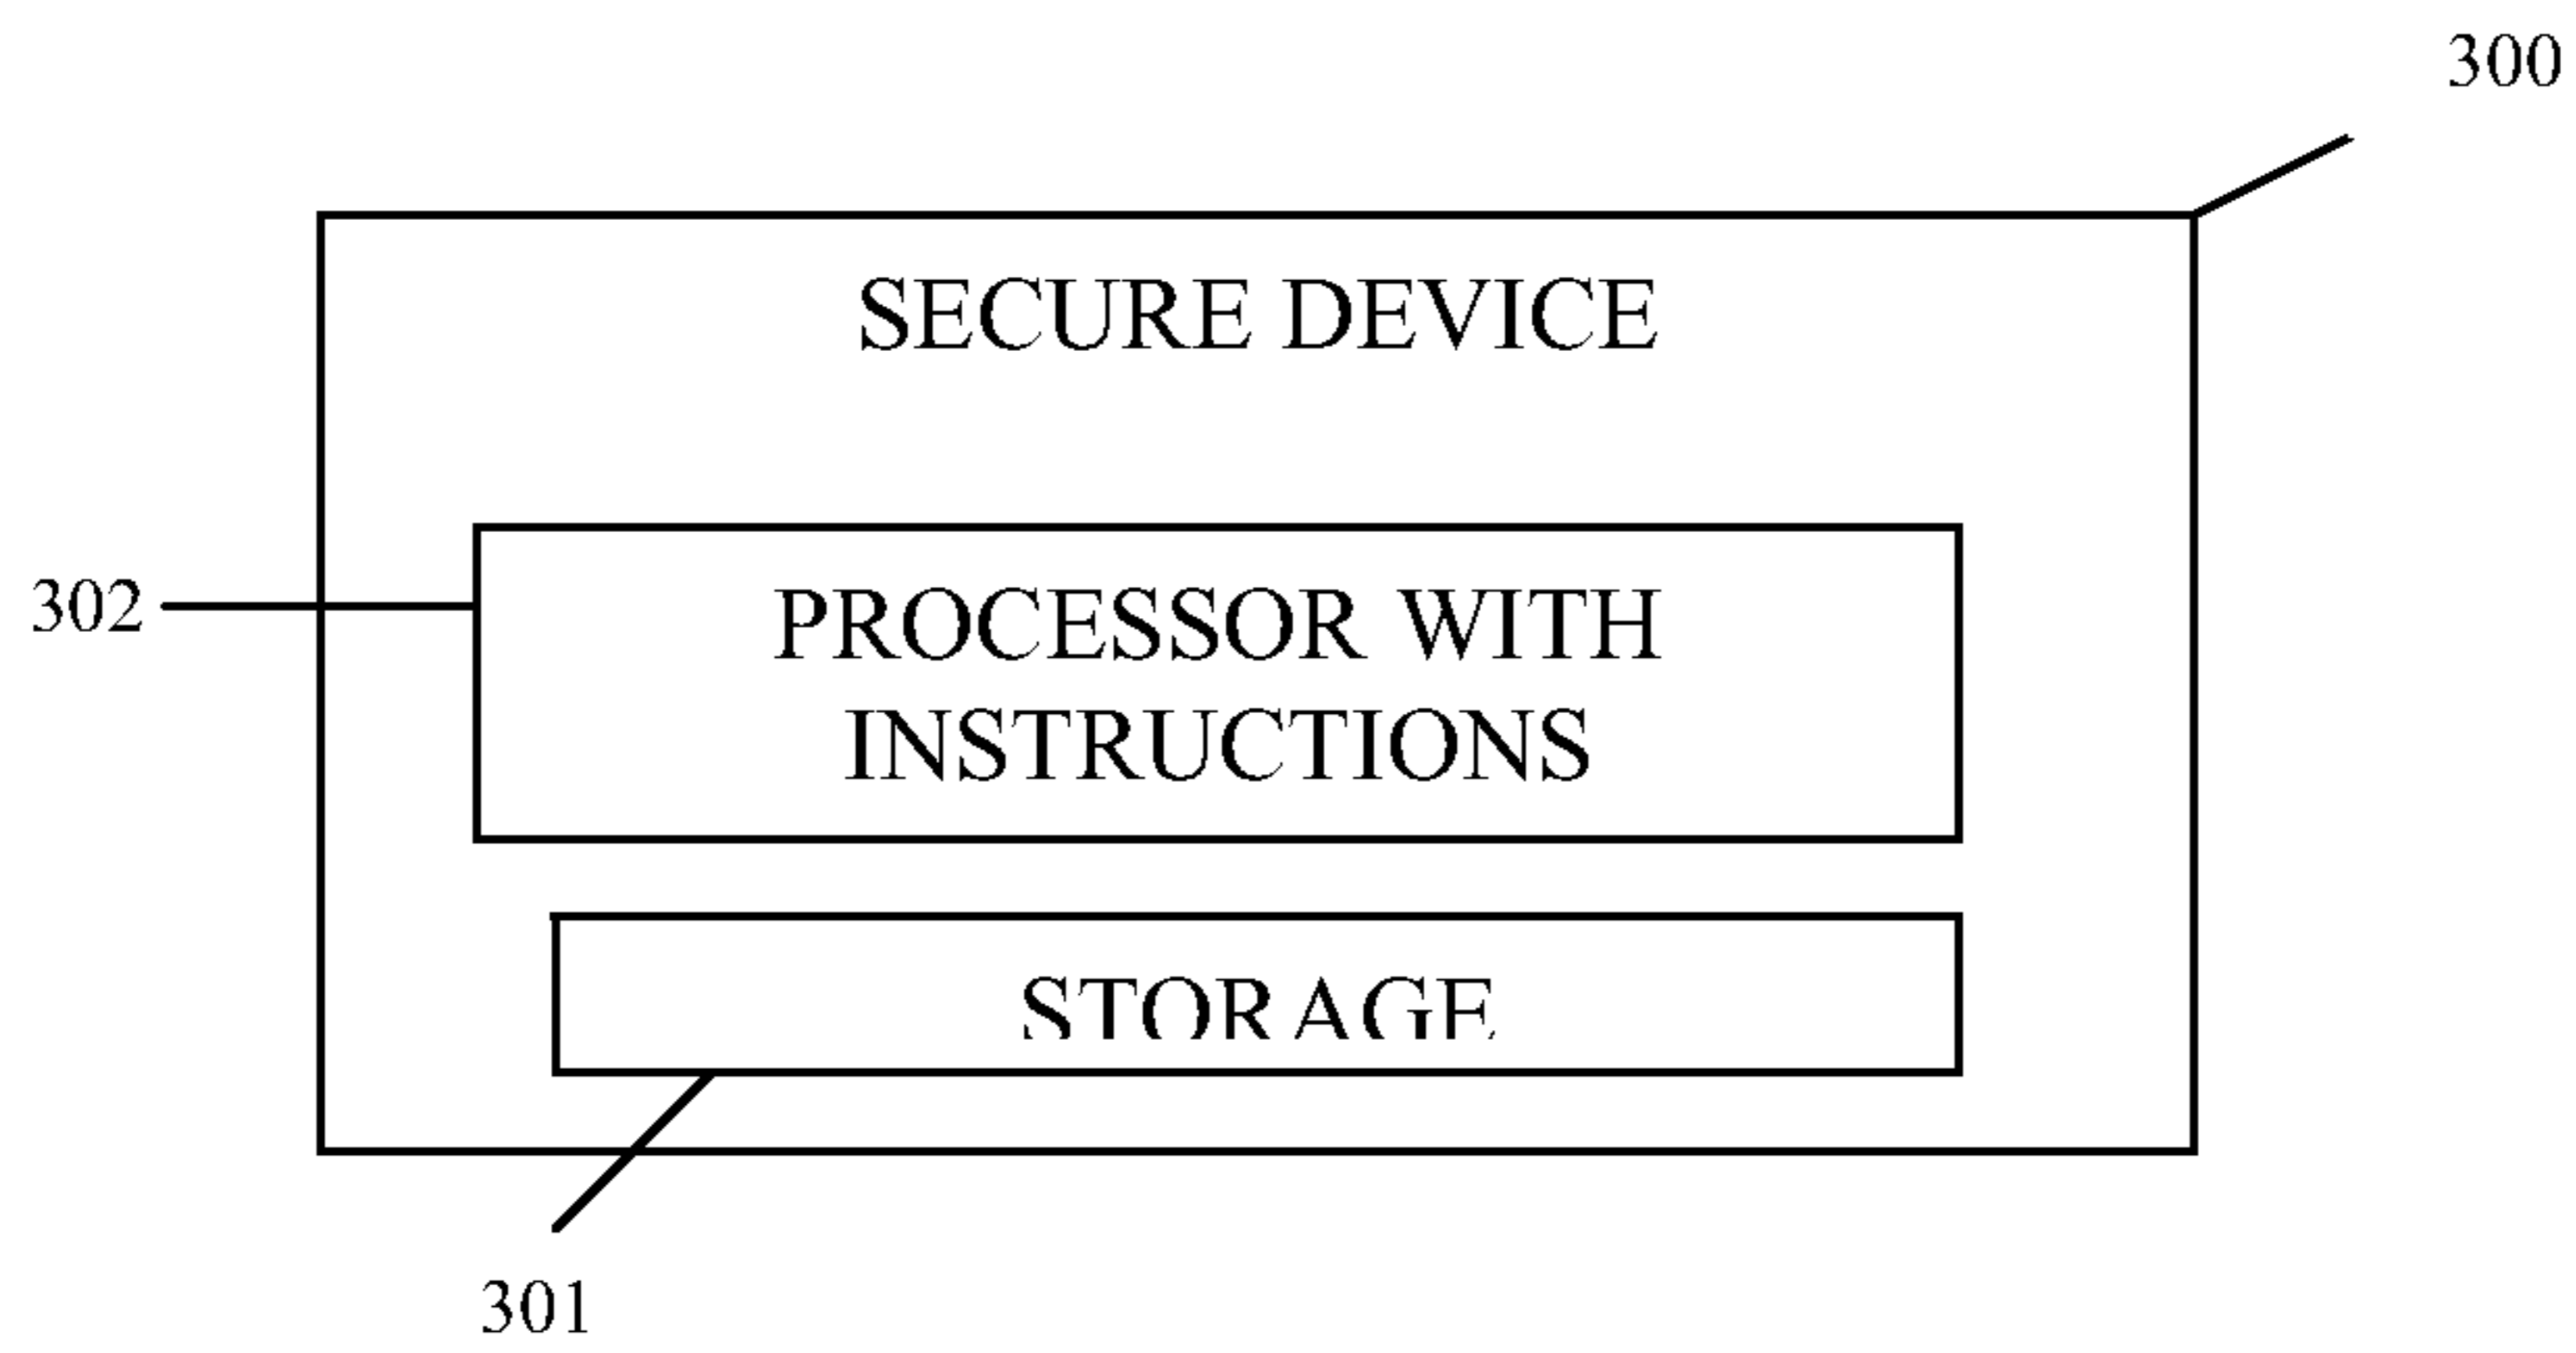 300
SECURE DEVICE
302
PROCESSOR WITH
INSTRUCTIONS
STORAGE
301